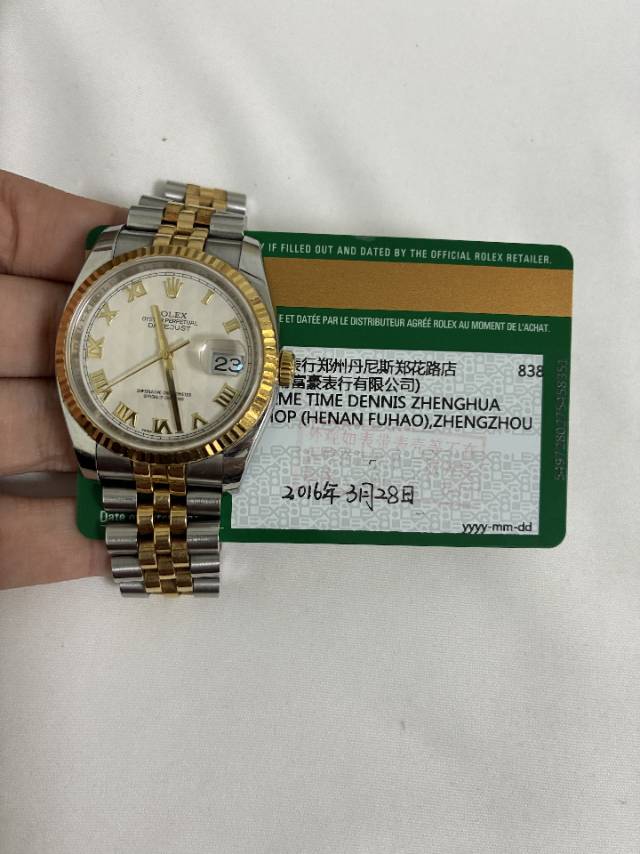 ROLEX
OYSTER PERPETUAL
DATEJUST
23
Y IF FILLED OUT AND DATED BY THE OFFICIAL ROLEX RETAILER.
E ET DATÉE PAR LE DISTRIBUTEUR AGRÉÉ ROLEX AU MOMENT DE L'ACHAT.
表行郑州丹尼斯郑花路店 838
富豪表行有限公司)
ME TIME DENNIS ZHENGHUA
OP (HENAN FUHAO),ZHENGZHOU
2016年3月28日
yyyy-mm-dd